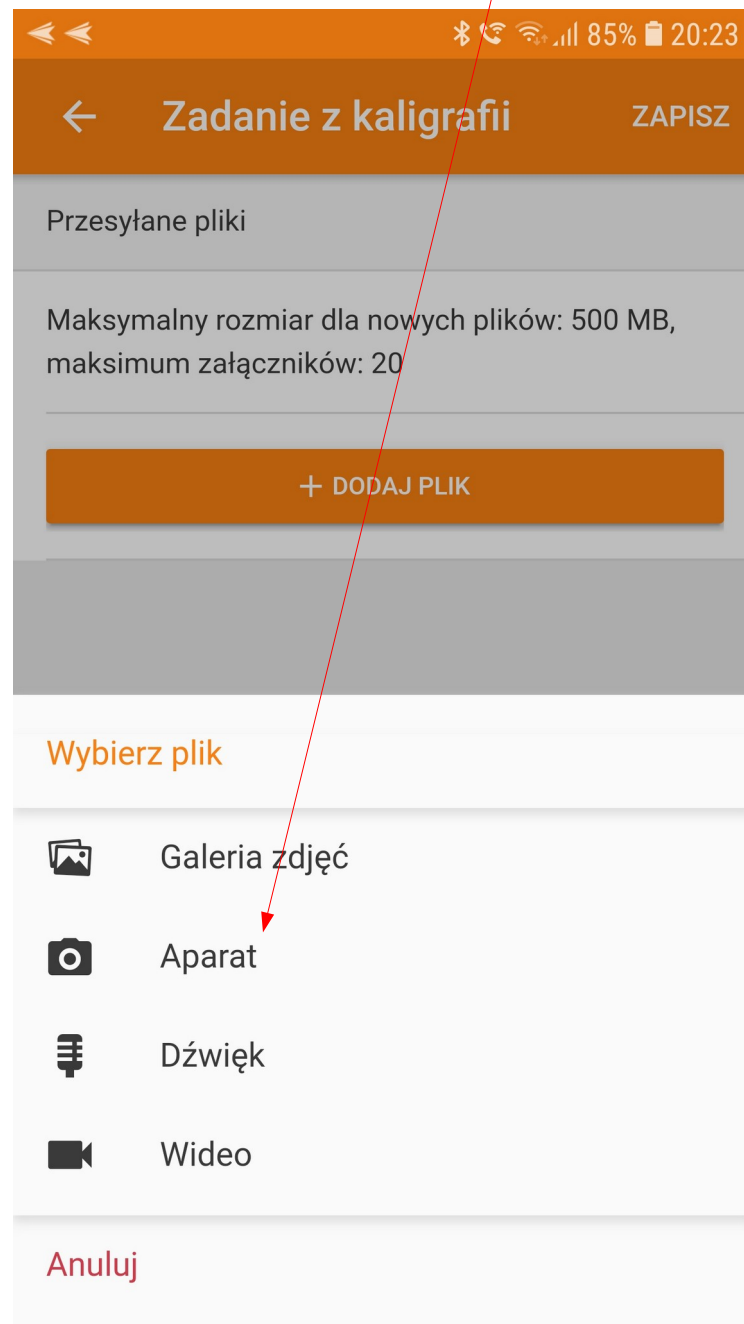 85% 20:23
Zadanie z kaligrafii ZAPISZ
Przesyłane pliki
Maksymalny rozmiar dla nowych plików: 500 MB,
maksimum załączników: 20
+ DODAJ PLIK
Wybierz plik
Galeria zdjęć
Aparat
Dźwięk
Wideo
Anuluj